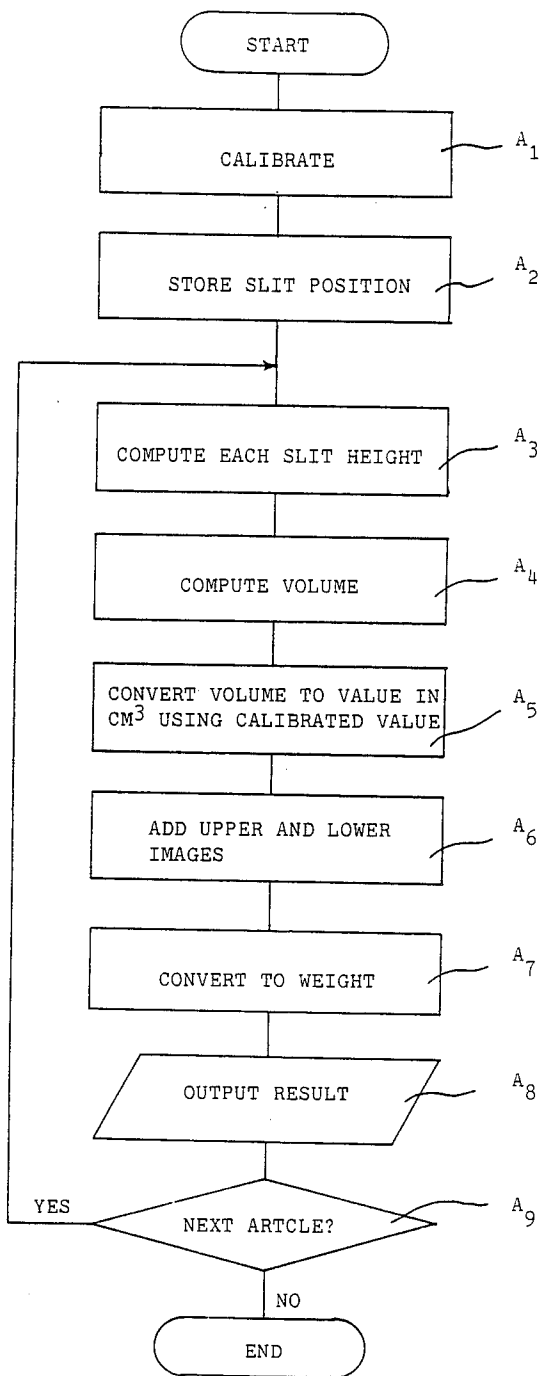 START
CALIBRATE
A1
STORE SLIT POSITION
A2
COMPUTE EACH SLIT HEIGHT
A3
COMPUTE VOLUME
A4
CONVERT VOLUME TO VALUE IN
CM3 USING CALIBRATED VALUE
A5
ADD UPPER AND LOWER
IMAGES
A6
CONVERT TO WEIGHT
A7
OUTPUT RESULT
A8
YES
NEXT ARTCLE?
A9
NO
END